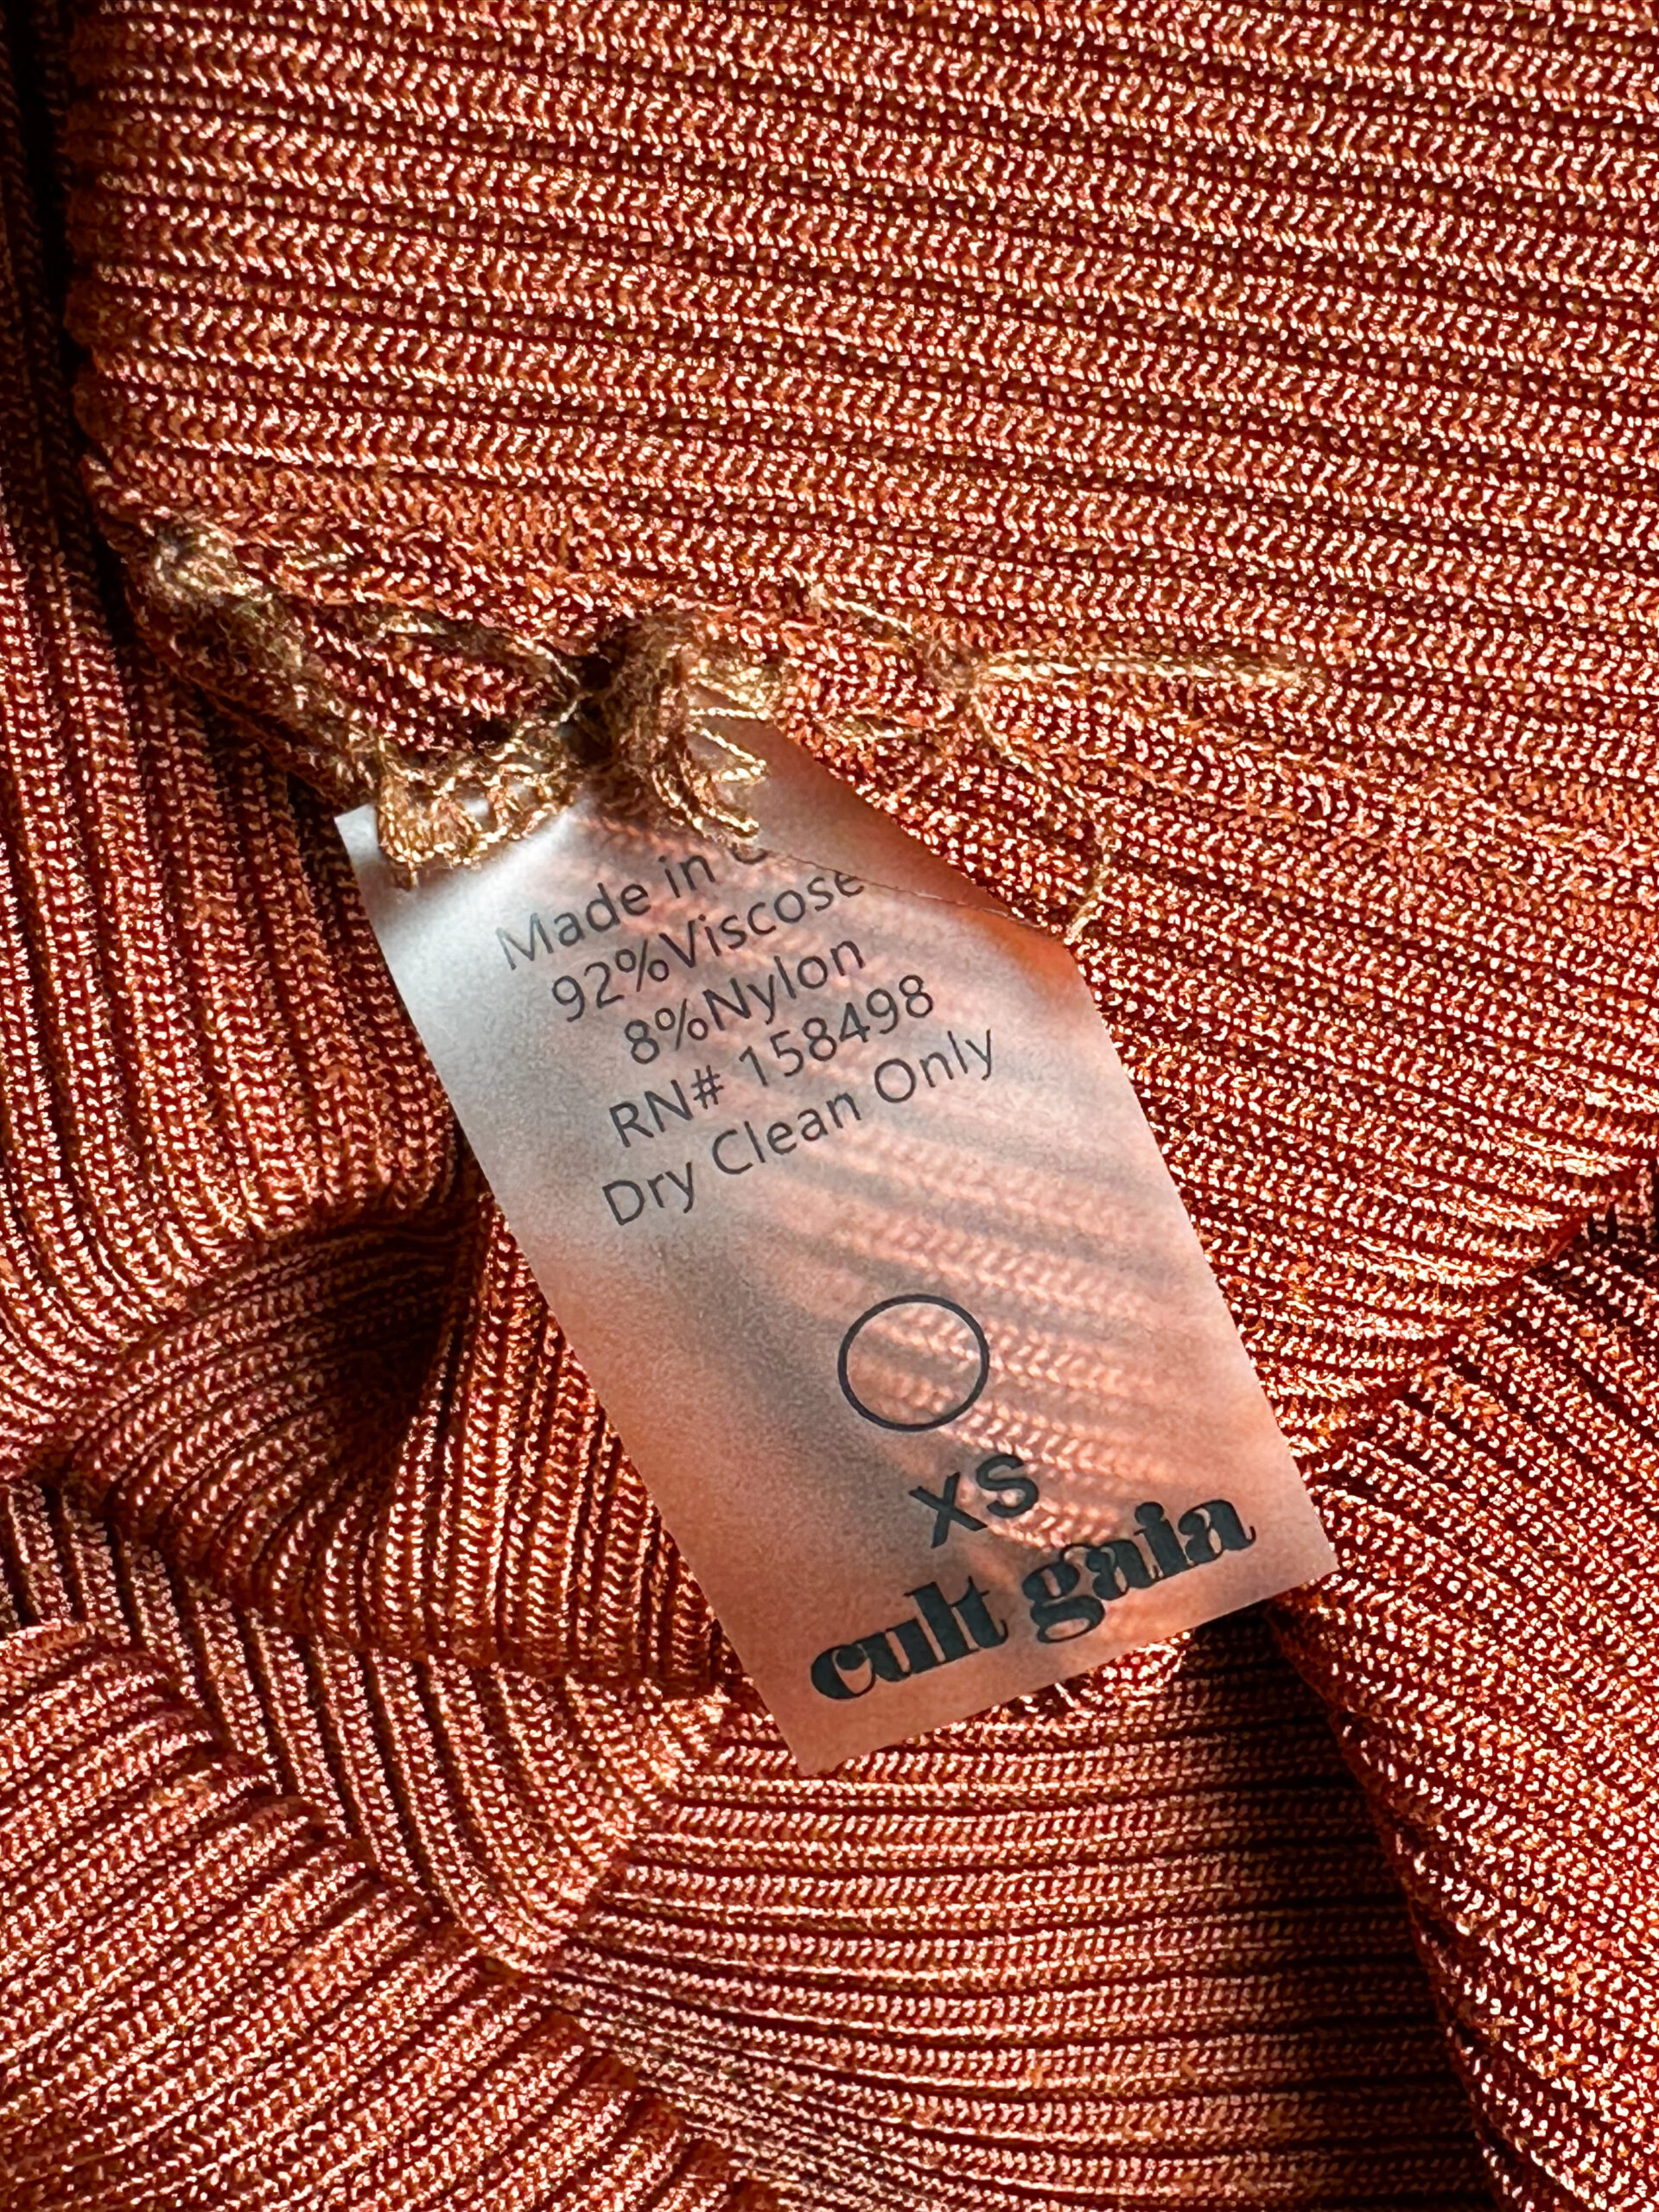 Made in
92%Viscose
8%Nylon
RN# 158498
Dry Clean Only
XS
cult gaia